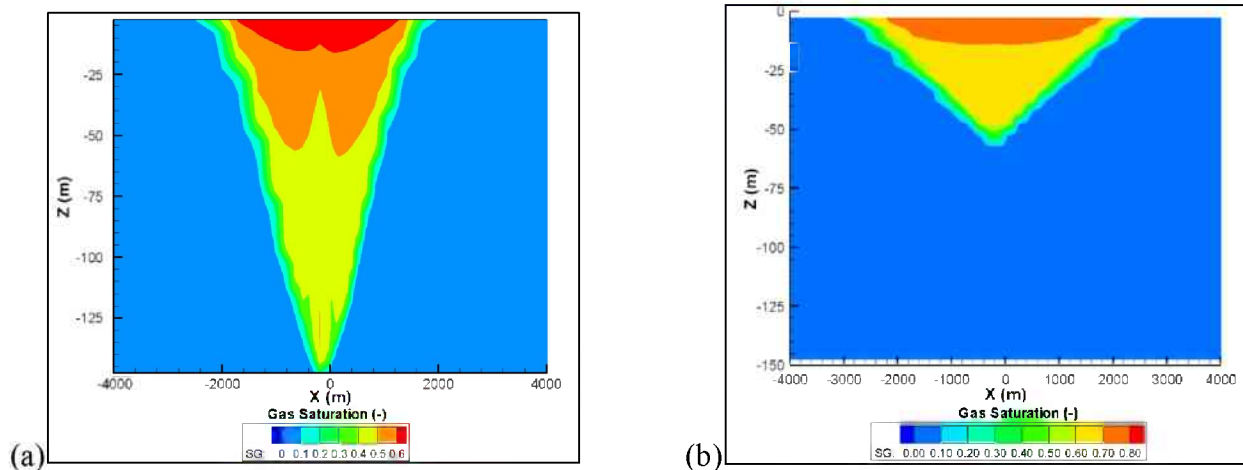 -25
-50
-75
-100
-125
Z (m)
-4000 -2000 0 2000 4000
X (m)
Gas Saturation (-)
SG: 0 0.1 0.2 0.3 0.4 0.5 0.6
(a)
0
-25
-50
-75
-100
-125
-150
Z (m)
-4000 -3000 -2000 -1000 0 1000 2000 3000 4000
X (m)
Gas Saturation (-)
SG: 0.00 0.10 0.20 0.30 0.40 0.50 0.60 0.70 0.80
(b)